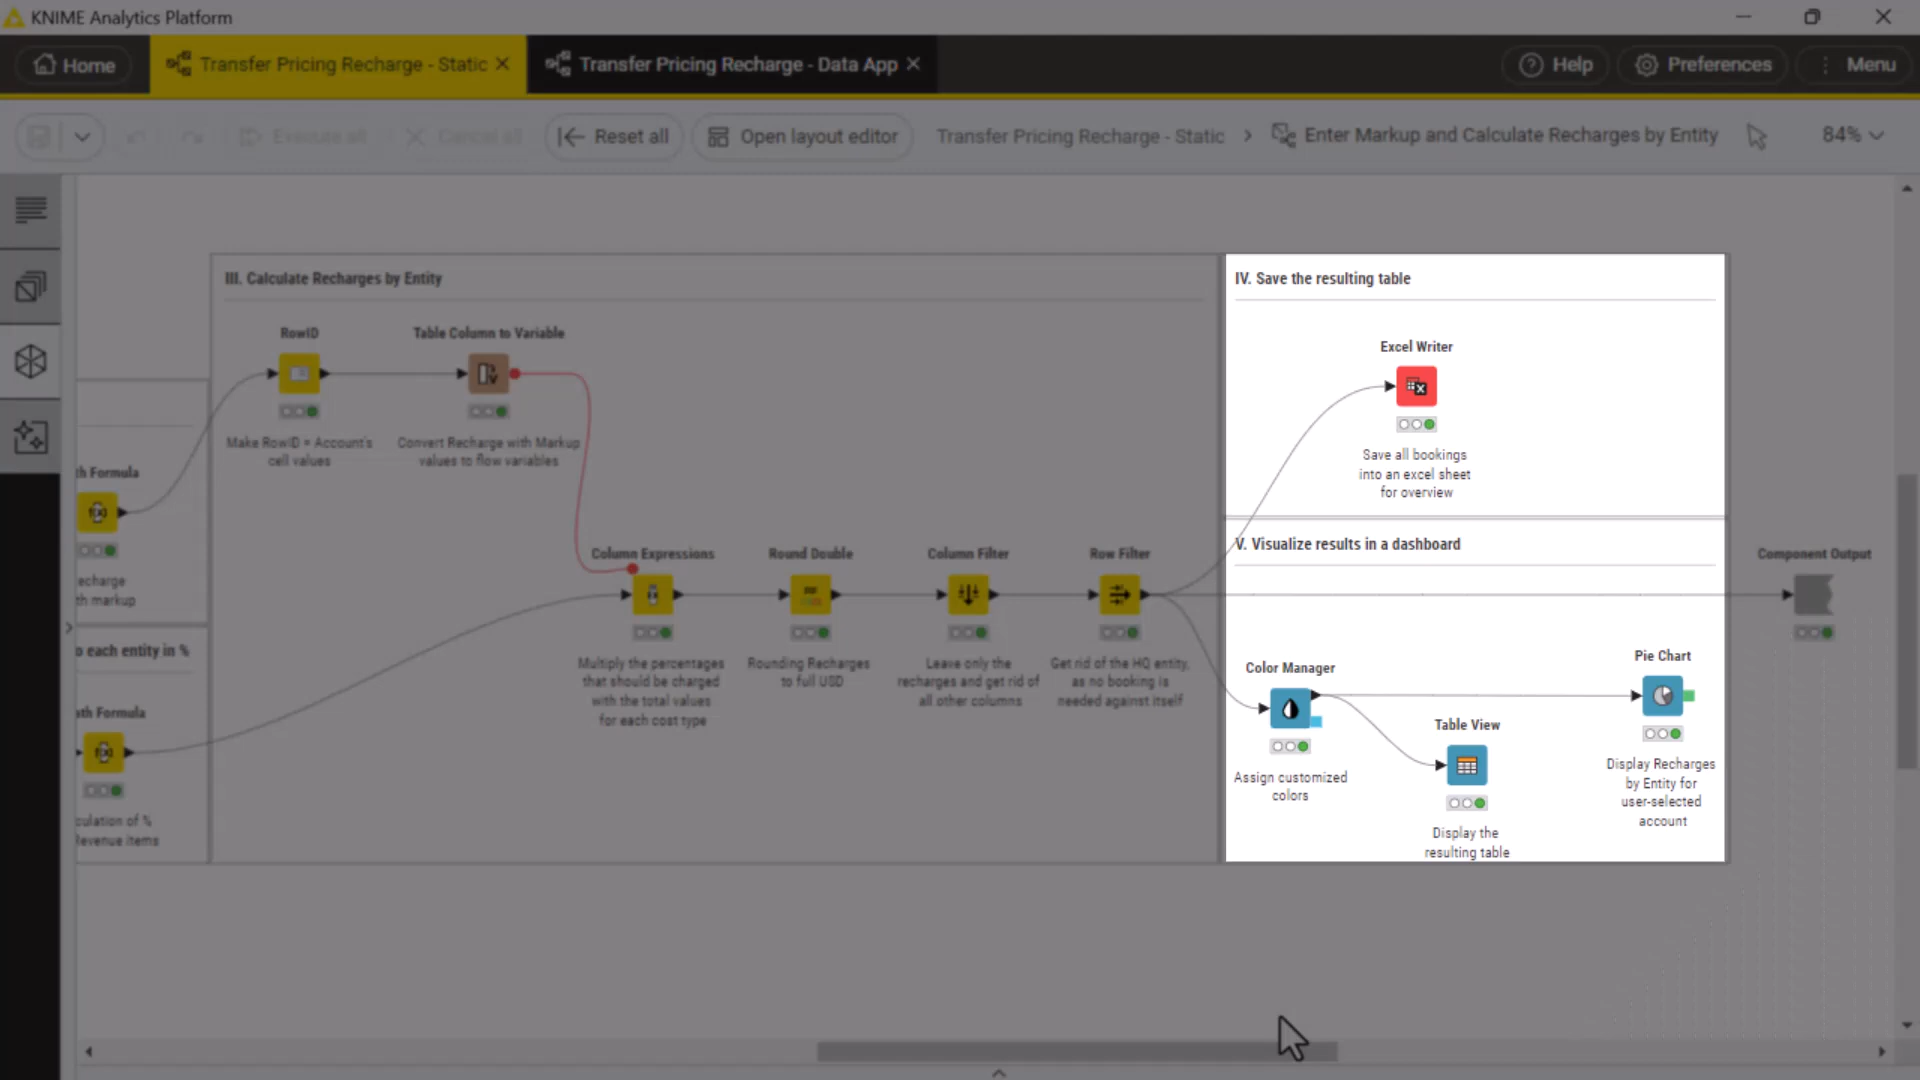 KNIME Analytics Platform
Home
Transfer Pricing Recharge - Static
Transfer Pricing Recharge - Data App
Help
Preferences
Menu
Execute all
Cancel all
Reset all
Open layout editor
Transfer Pricing Recharge - Static
Enter Markup and Calculate Recharges by Entity
84%
III. Calculate Recharges by Entity
RowID
Make RowID = Account's
cell values
Table Column to Variable
Convert Recharge with Markup
values to flow variables
th Formula
echarge
th markup
o each entity in %
ath Formula
culation of %
Revenue items
Column Expressions
Multiply the percentages
that should be charged
with the total values
for each cost type
Round Double
Rounding Recharges
to full USD
Column Filter
Leave only the
recharges and get rid of
all other columns
Row Filter
Get rid of the HQ entity,
as no booking is
needed against itself
IV. Save the resulting table
Excel Writer
Save all bookings
into an excel sheet
for overview
V. Visualize results in a dashboard
Color Manager
Assign customized
colors
Table View
Display the
resulting table
Pie Chart
Display Recharges
by Entity for
user-selected
account
Component Output